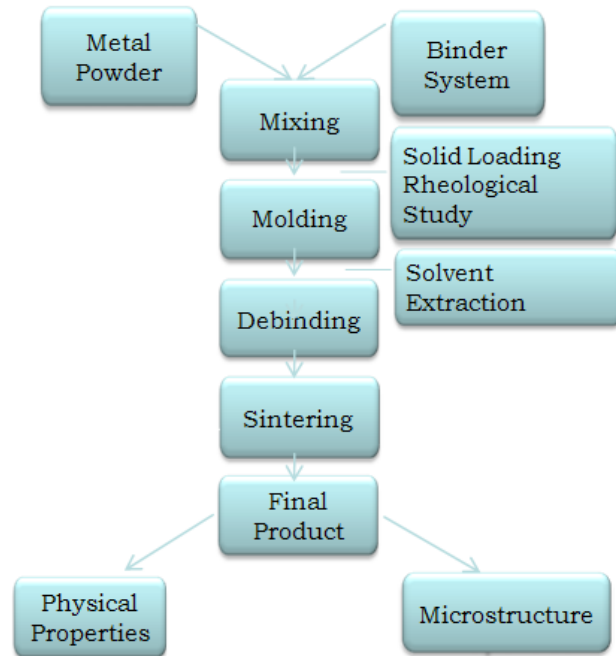 Metal
Powder
Binder
System
Mixing
Solid Loading
Rheological
Study
Molding
Solvent
Extraction
Debinding
Sintering
Final
Product
Physical
Properties
Microstructure